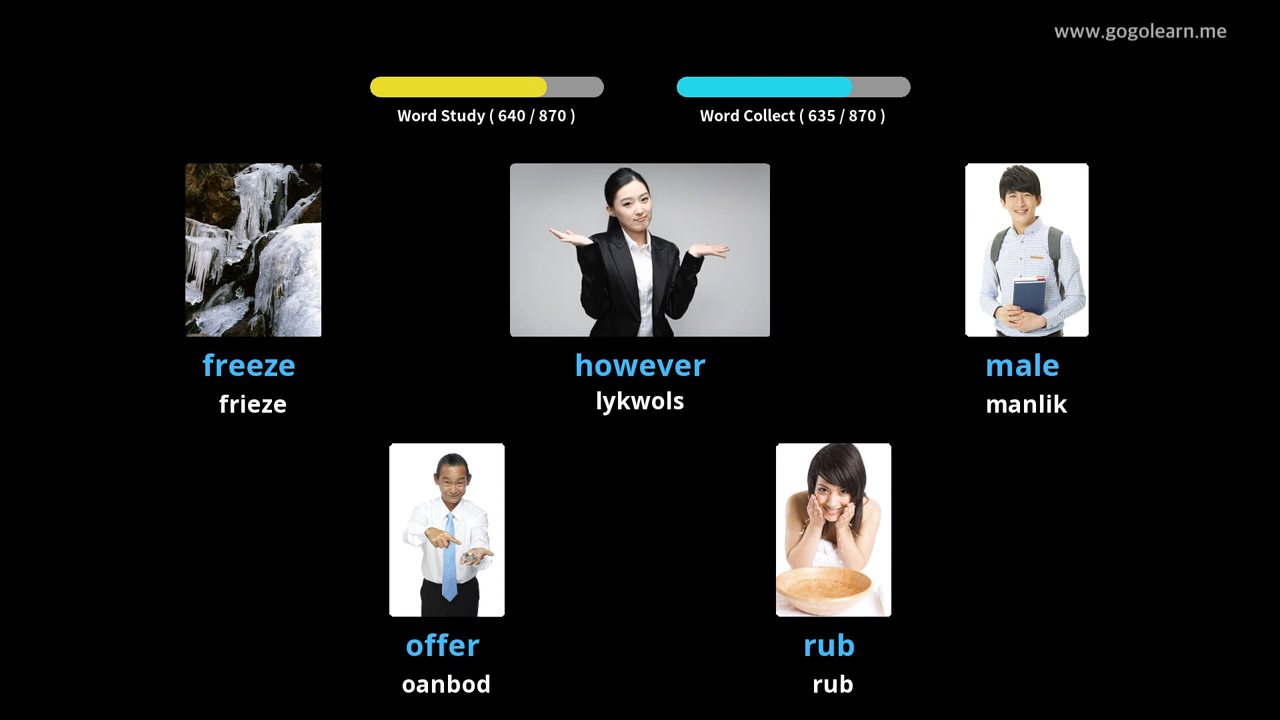 www.gogolearn.me
Word Study ( 640 / 870 )
Word Collect ( 635 / 870 )
freeze
frieze
however
lykwols
male
manlik
offer
oanbod
rub
rub